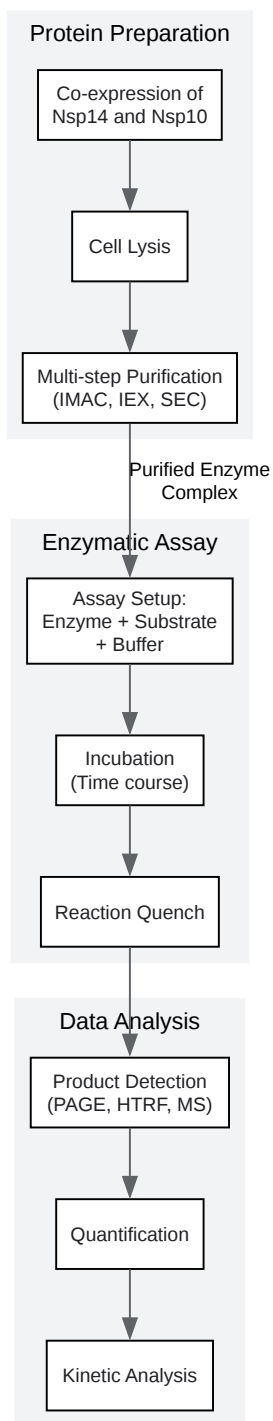 Protein Preparation
Co-expression of
Nsp14 and Nsp10
Cell Lysis
Multi-step Purification
(IMAC, IEX, SEC)
Purified Enzyme
Complex
Enzymatic Assay
Assay Setup:
Enzyme + Substrate
+ Buffer
Incubation
(Time course)
Reaction Quench
Data Analysis
Product Detection
(PAGE, HTRF, MS)
Quantification
Kinetic Analysis